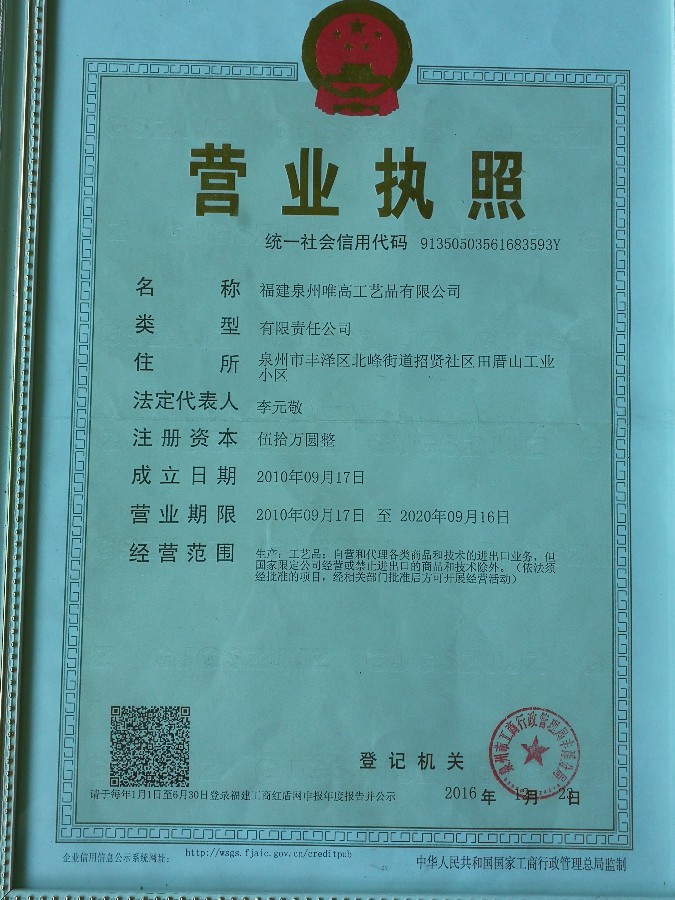 营业执照
统一社会信用代码 91350503561683593Y
名称 福建泉州唯高工艺品有限公司
类型 有限责任公司
住所 泉州市丰泽区北峰街道招贤社区田厝山工业
小区
法定代表人 李元敬
注册资本 伍拾万圆整
成立日期 2010年09月17日
营业期限 2010年09月17日 至 2020年09月16日
经营范围 生产：工艺品；自营和代理各类商品和技术的进出口业务，但
国家限定公司经营或禁止进出口的商品和技术除外。（依法须
经批准的项目，经相关部门批准后方可开展经营活动）
登记机关
2016年12月23日
请于每年1月1日至6月30日登录福建工商红盾网申报年度报告并公示
企业信用信息公示系统网址： http://wsgs.fjaic.gov.cn/creditpub
中华人民共和国国家工商行政管理总局监制